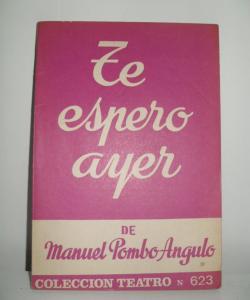 Te
espero
ayer
DE
Manuel Pombo Angulo
COLECCION TEATRO N 623